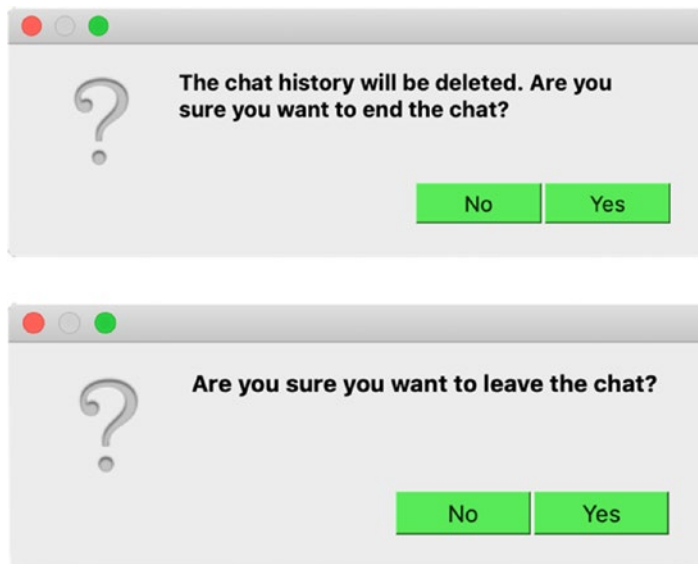 The chat history will be deleted. Are you
sure you want to end the chat?
No Yes
Are you sure you want to leave the chat?
No Yes